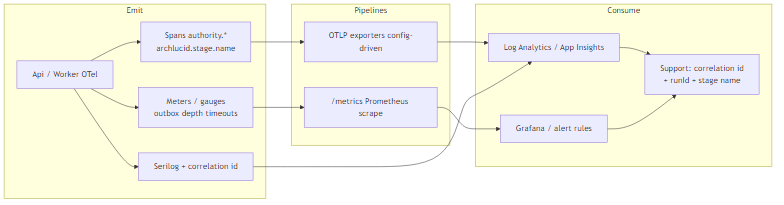 Emit
Pipelines
Consume
Api / Worker OTel
Spans authority.*
archlucid.stage.name
Meters / gauges
outbox depth timeouts
Serilog + correlation id
OTLP exporters config-
driven
/metrics Prometheus
scrape
Log Analytics / App Insights
Grafana / alert rules
Support: correlation id
+ runId + stage name